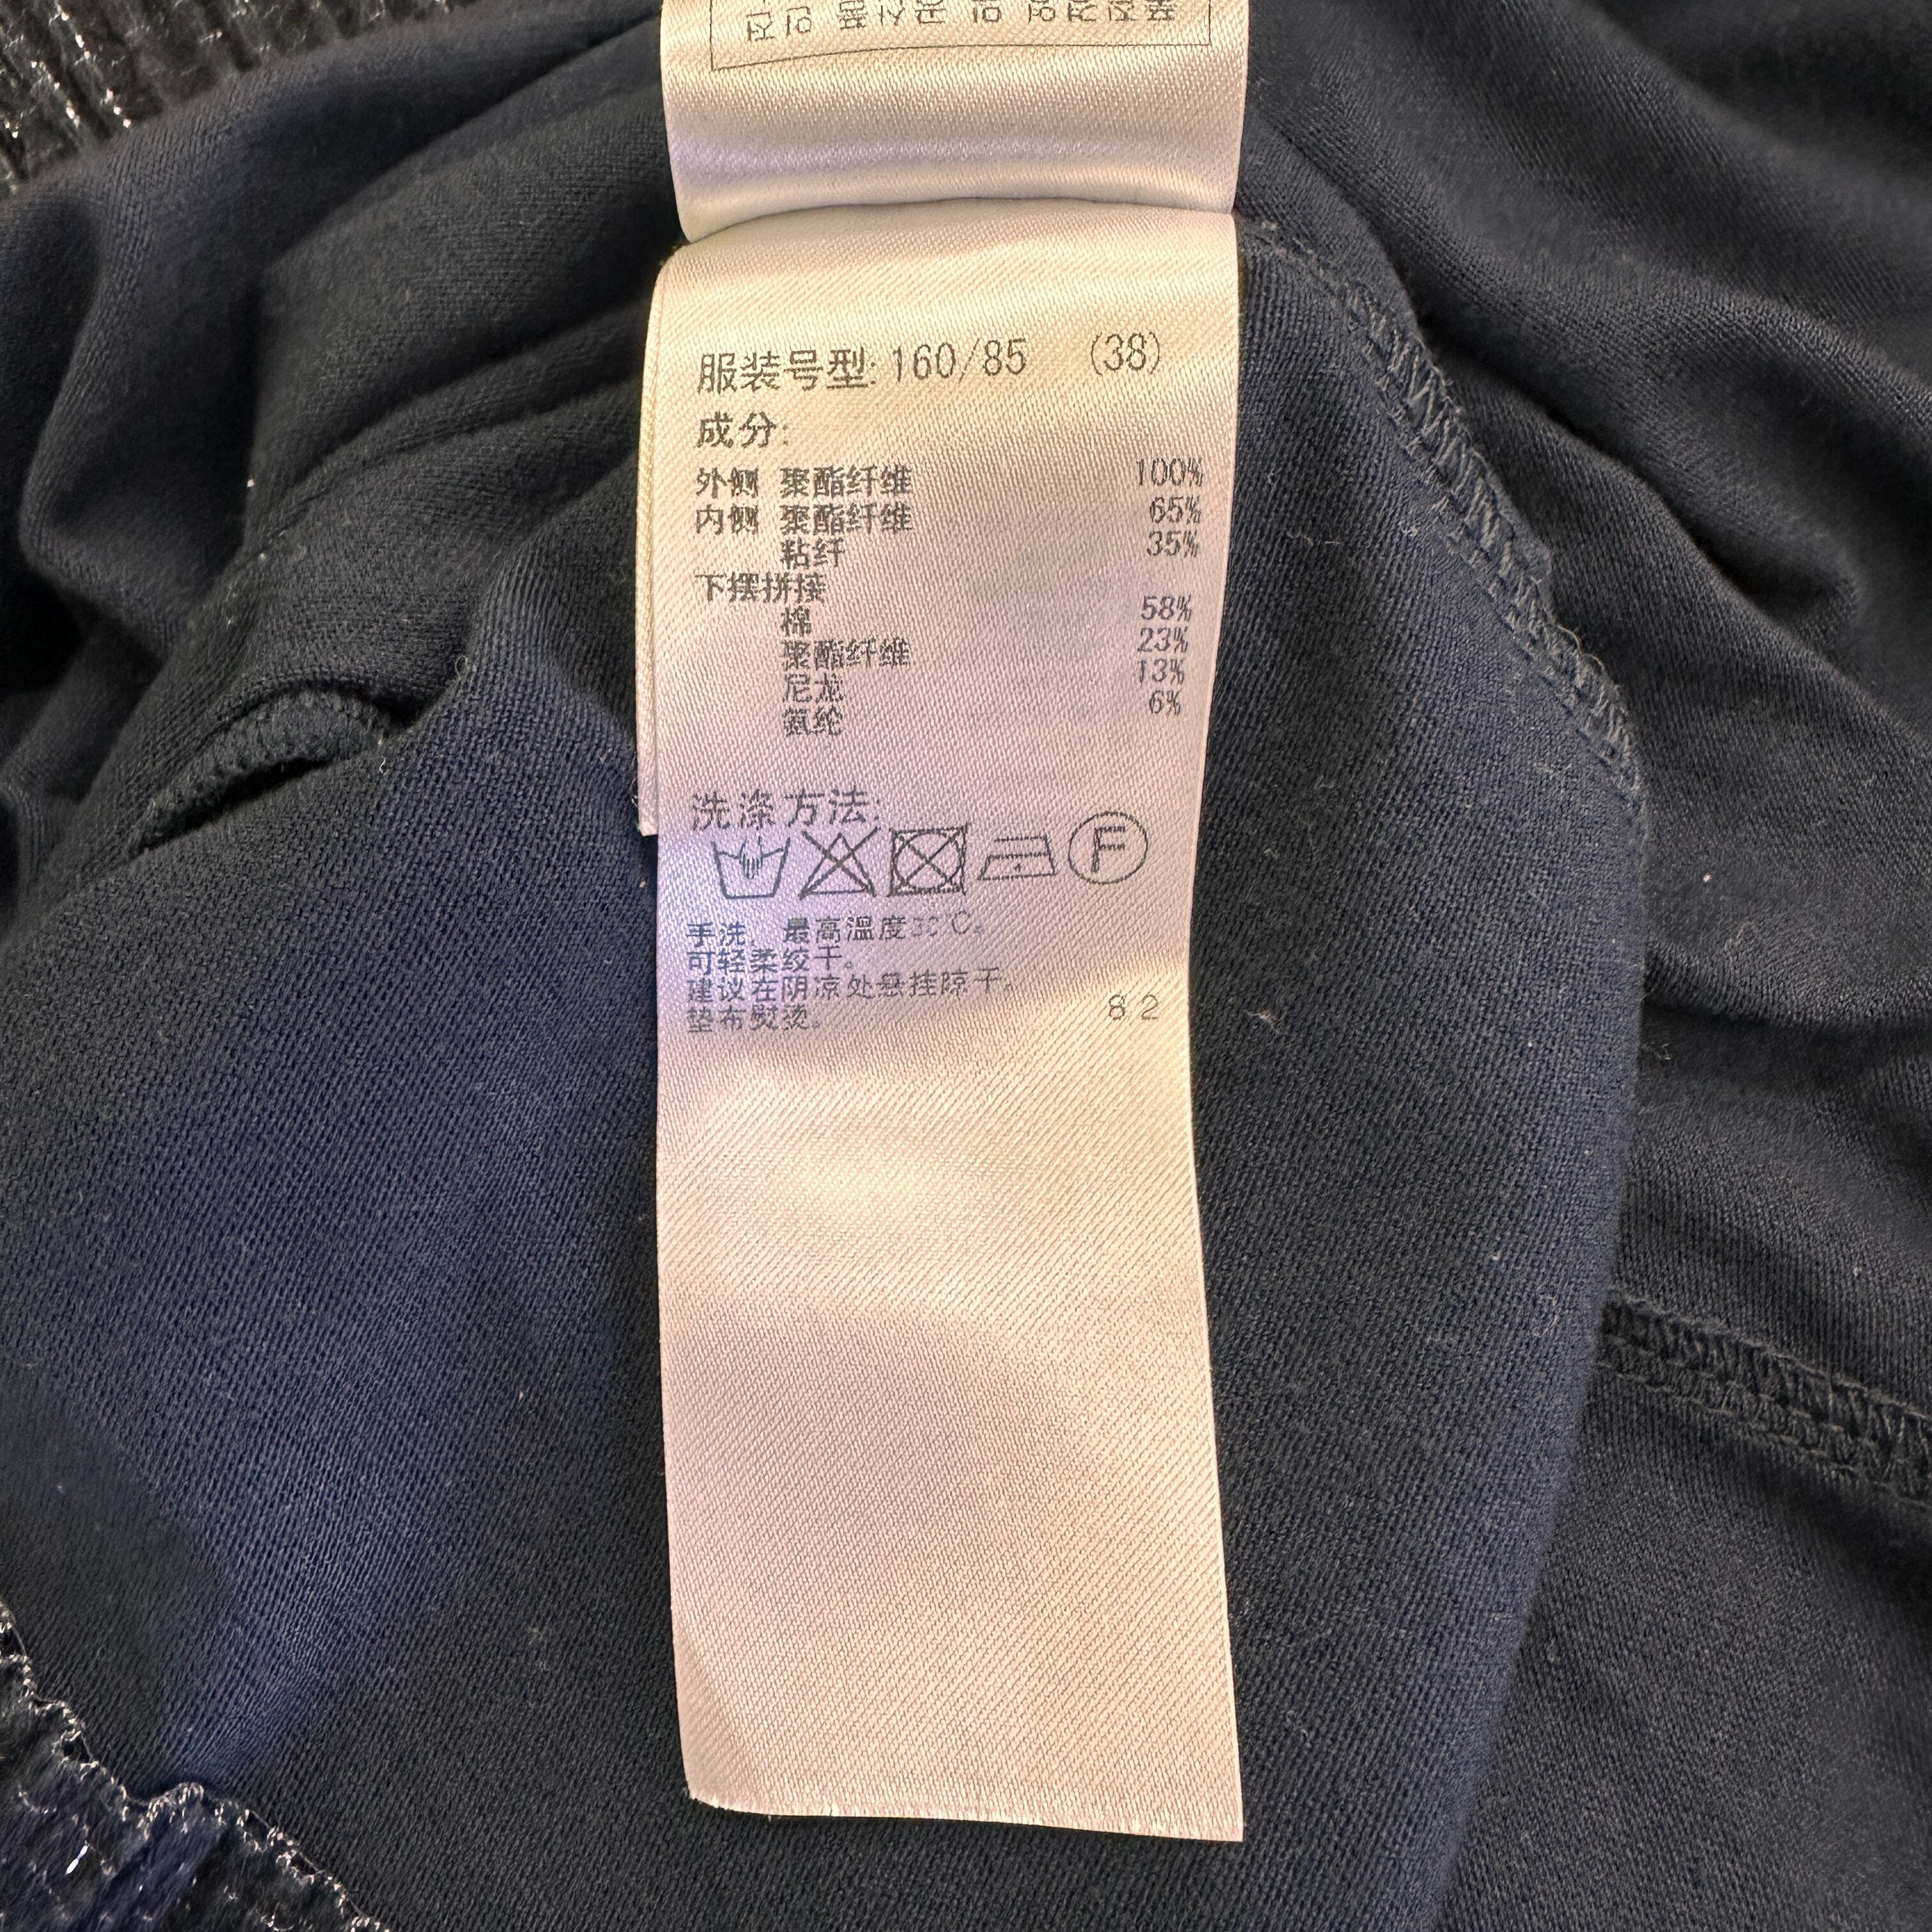 服装号型: 160/85 (38)
成分:
外侧 聚酯纤维 100%
内侧 聚酯纤维 65%
粘纤 35%
下摆拼接
棉 58%
聚酯纤维 23%
尼龙 13%
氨纶 6%
洗涤方法:
F
手洗，最高溫度30℃。
可轻柔绞干。
建议在阴凉处悬挂晾干。
垫布熨烫。 82